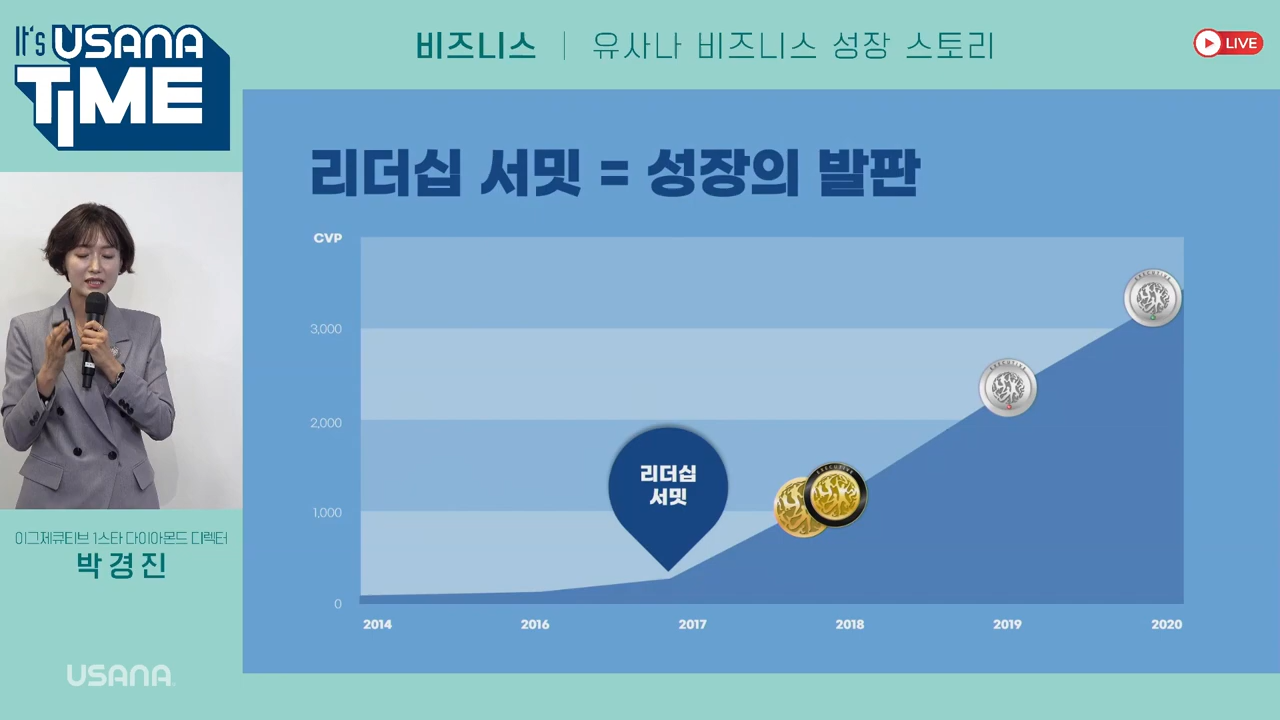 It's USANA
TIME
비즈니스 | 유사나 비즈니스 성장 스토리
LIVE
리더십 서밋 = 성장의 발판
CVP
3,000
2,000
1,000
0
리더십
서밋
EXECUTIVE
EXECUTIVE
EXECUTIVE
2014
2016
2017
2018
2019
2020
이그제큐티브 1스타 다이아몬드 디렉터
박경진
USANA